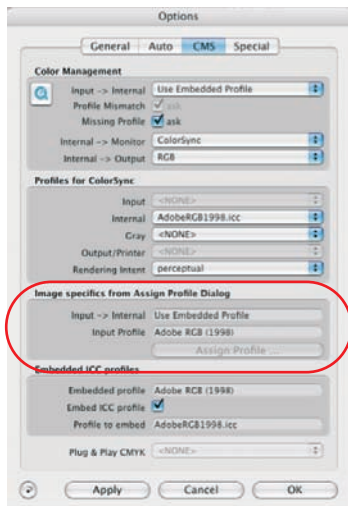 Options
General Auto CMS Special
Color Management
Input -> Internal Use Embedded Profile
Profile Mismatch ask
Missing Profile ask
Internal -> Monitor ColorSync
Internal -> Output RGB
Profiles for ColorSync
Input <NONE>
Internal AdobeRGB1998.icc
Gray <NONE>
Output/Printer <NONE>
Rendering Intent perceptual
Image specifics from Assign Profile Dialog
Input -> Internal Use Embedded Profile
Input Profile Adobe RGB (1998)
Assign Profile ...
Embedded ICC profiles
Embedded profile Adobe RGB (1998)
Embed ICC profile
Profile to embed AdobeRGB1998.icc
Plug & Play CMYK <NONE>
Apply Cancel OK